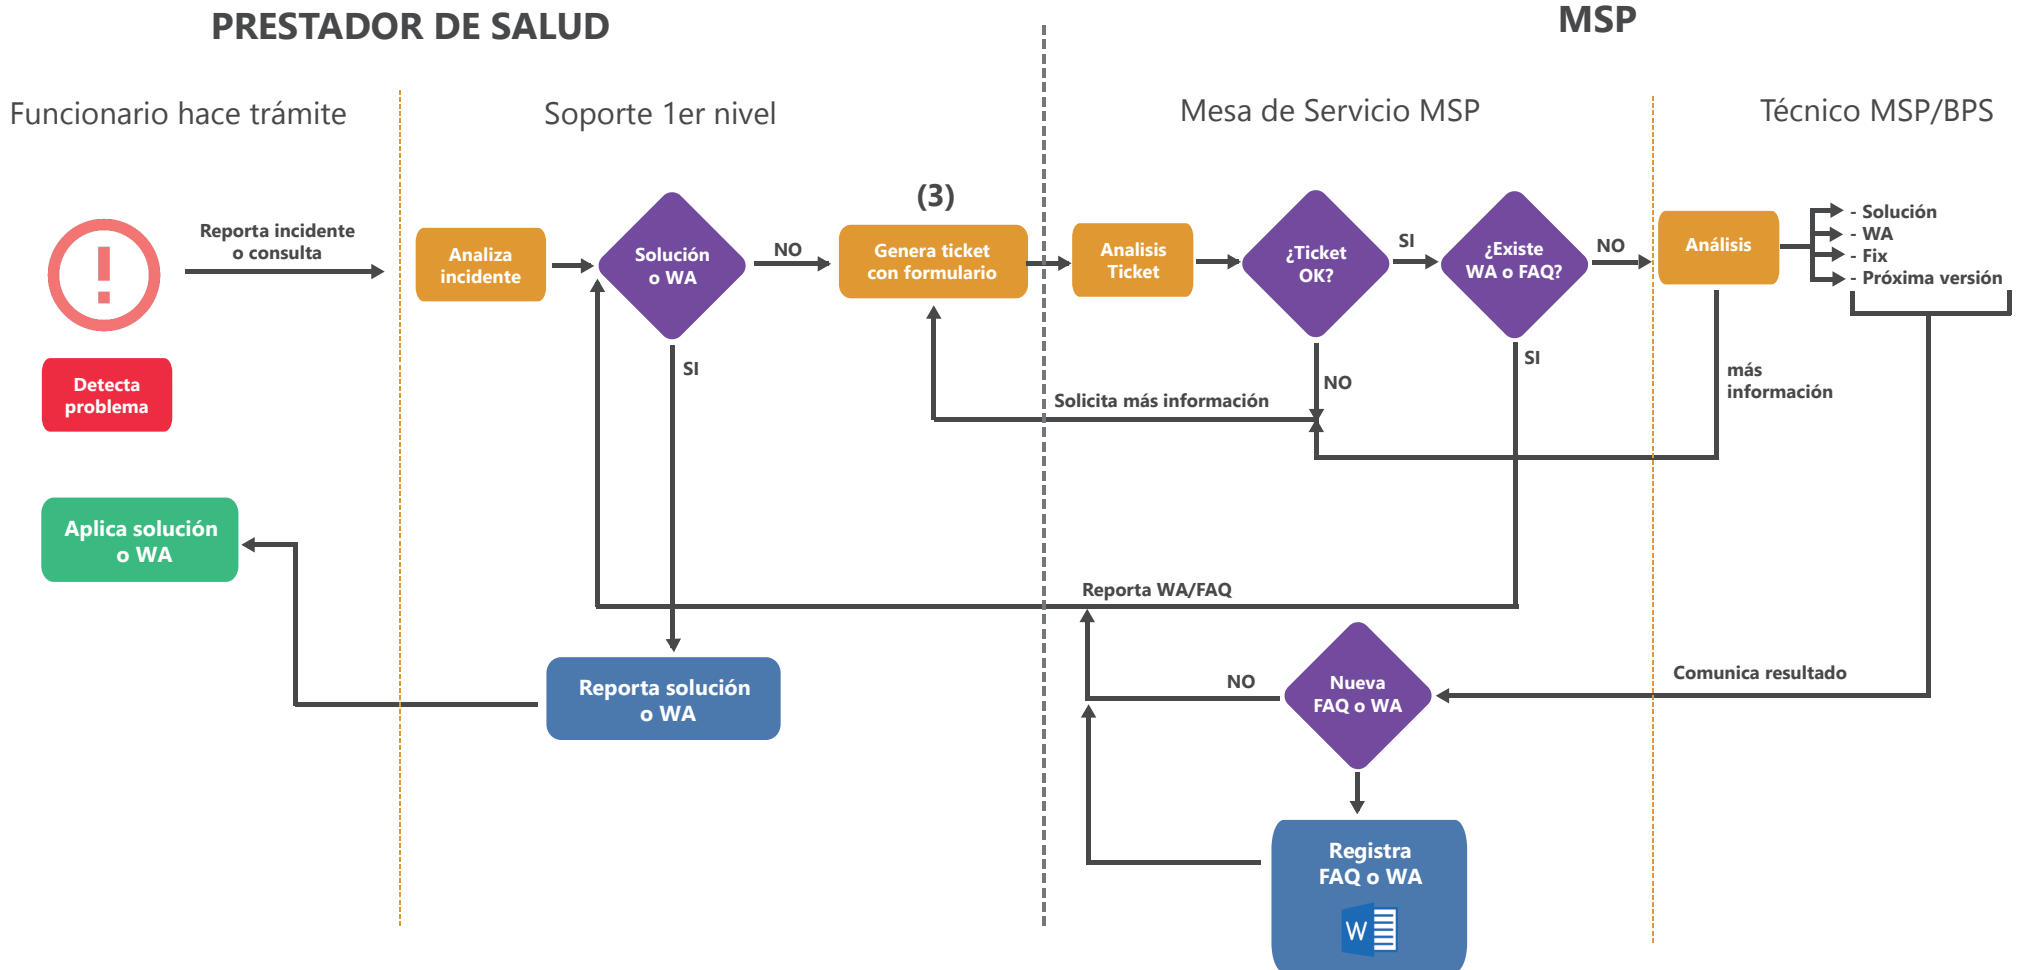 PRESTADOR DE SALUD
MSP
Funcionario hace trámite
Soporte 1er nivel
Mesa de Servicio MSP
Técnico MSP/BPS
Reporta incidente
o consulta
Detecta
problema
Aplica solución
o WA
Analiza
incidente
Solución
o WA
NO
SI
(3)
Genera ticket
con formulario
Reporta solución
o WA
Analisis
Ticket
¿Ticket
OK?
SI
NO
Solicita más información
¿Existe
WA o FAQ?
NO
SI
Reporta WA/FAQ
Análisis
- Solución
- WA
- Fix
- Próxima versión
más
información
Comunica resultado
Nueva
FAQ o WA
NO
Registra
FAQ o WA
W